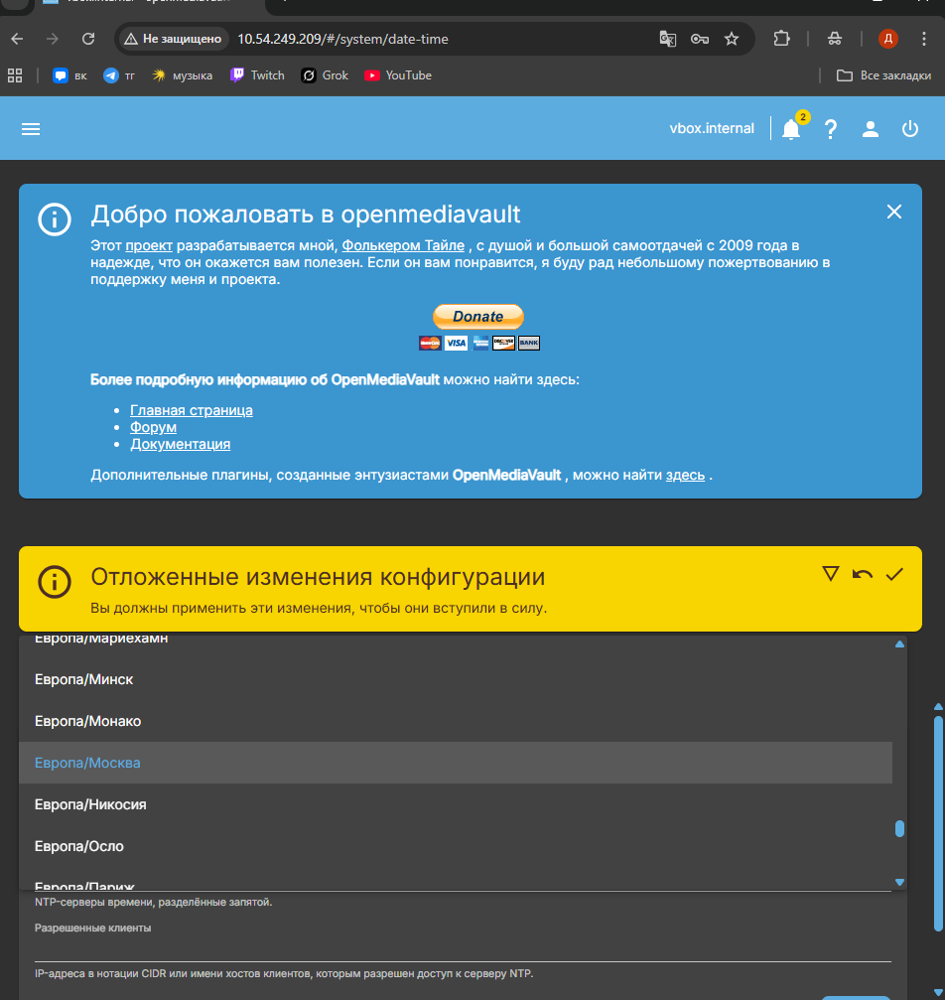 Не защищено
10.54.249.209/#/system/date-time
Д
вк
тг
музыка
Twitch
Grok
YouTube
Все закладки
vbox.internal
2
Добро пожаловать в openmediavault
Этот проект разрабатывается мной, Фолькером Тайле , с душой и большой самоотдачей с 2009 года в
надежде, что он окажется вам полезен. Если он вам понравится, я буду рад небольшому пожертвованию в
поддержку меня и проекта.
Donate
VISA
BANK
Более подробную информацию об OpenMediaVault можно найти здесь:
Главная страница
Форум
Документация
Дополнительные плагины, созданные энтузиастами OpenMediaVault , можно найти здесь .
Отложенные изменения конфигурации
Вы должны применить эти изменения, чтобы они вступили в силу.
Европа/Мариехамн
Европа/Минск
Европа/Монако
Европа/Москва
Европа/Никосия
Европа/Осло
Европа/Париж
NTP-серверы времени, разделённые запятой.
Разрешенные клиенты
IP-адреса в нотации CIDR или имени хостов клиентов, которым разрешен доступ к серверу NTP.